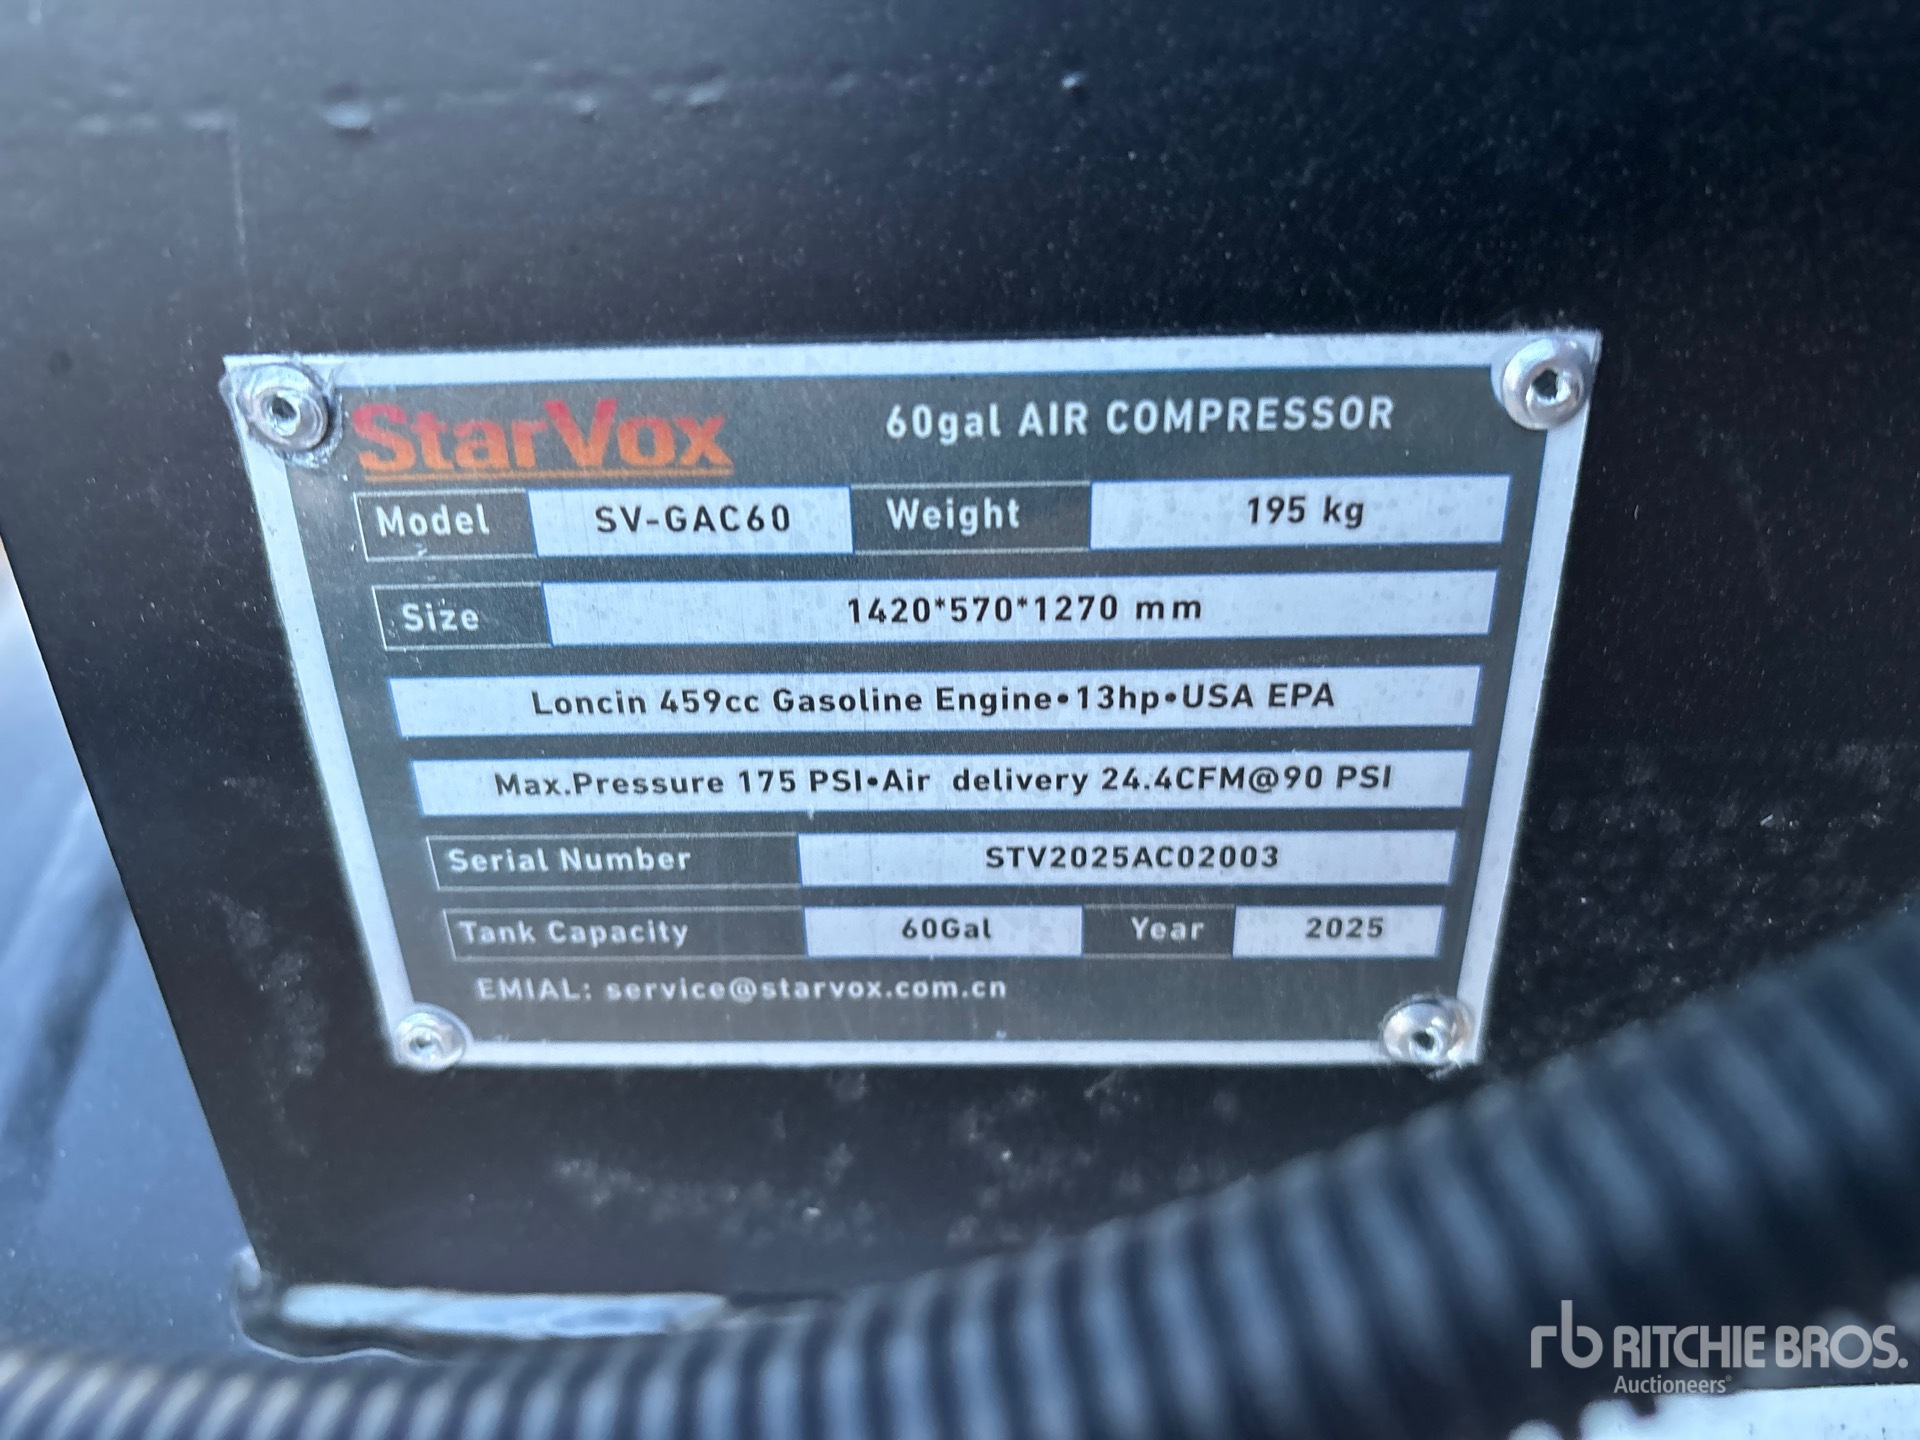 StarVox 60gal AIR COMPRESSOR
Model SV-GAC60 Weight 195 kg
Size 1420*570*1270 mm
Loncin 459cc Gasoline Engine•13hp•USA EPA
Max.Pressure 175 PSI•Air delivery 24.4CFM@90 PSI
Serial Number STV2025AC02003
Tank Capacity 60Gal Year 2025
EMIAL: service@starvox.com.cn
rb RITCHIE BROS.
Auctioneers®